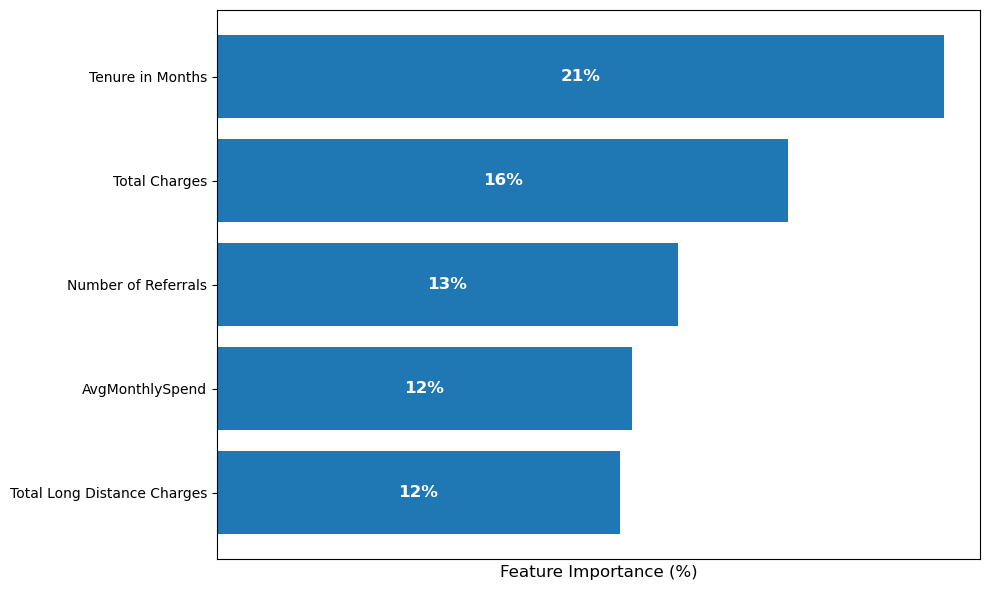 Tenure in Months
21%
Total Charges
16%
Number of Referrals
13%
AvgMonthlySpend
12%
Total Long Distance Charges
12%
Feature Importance (%)